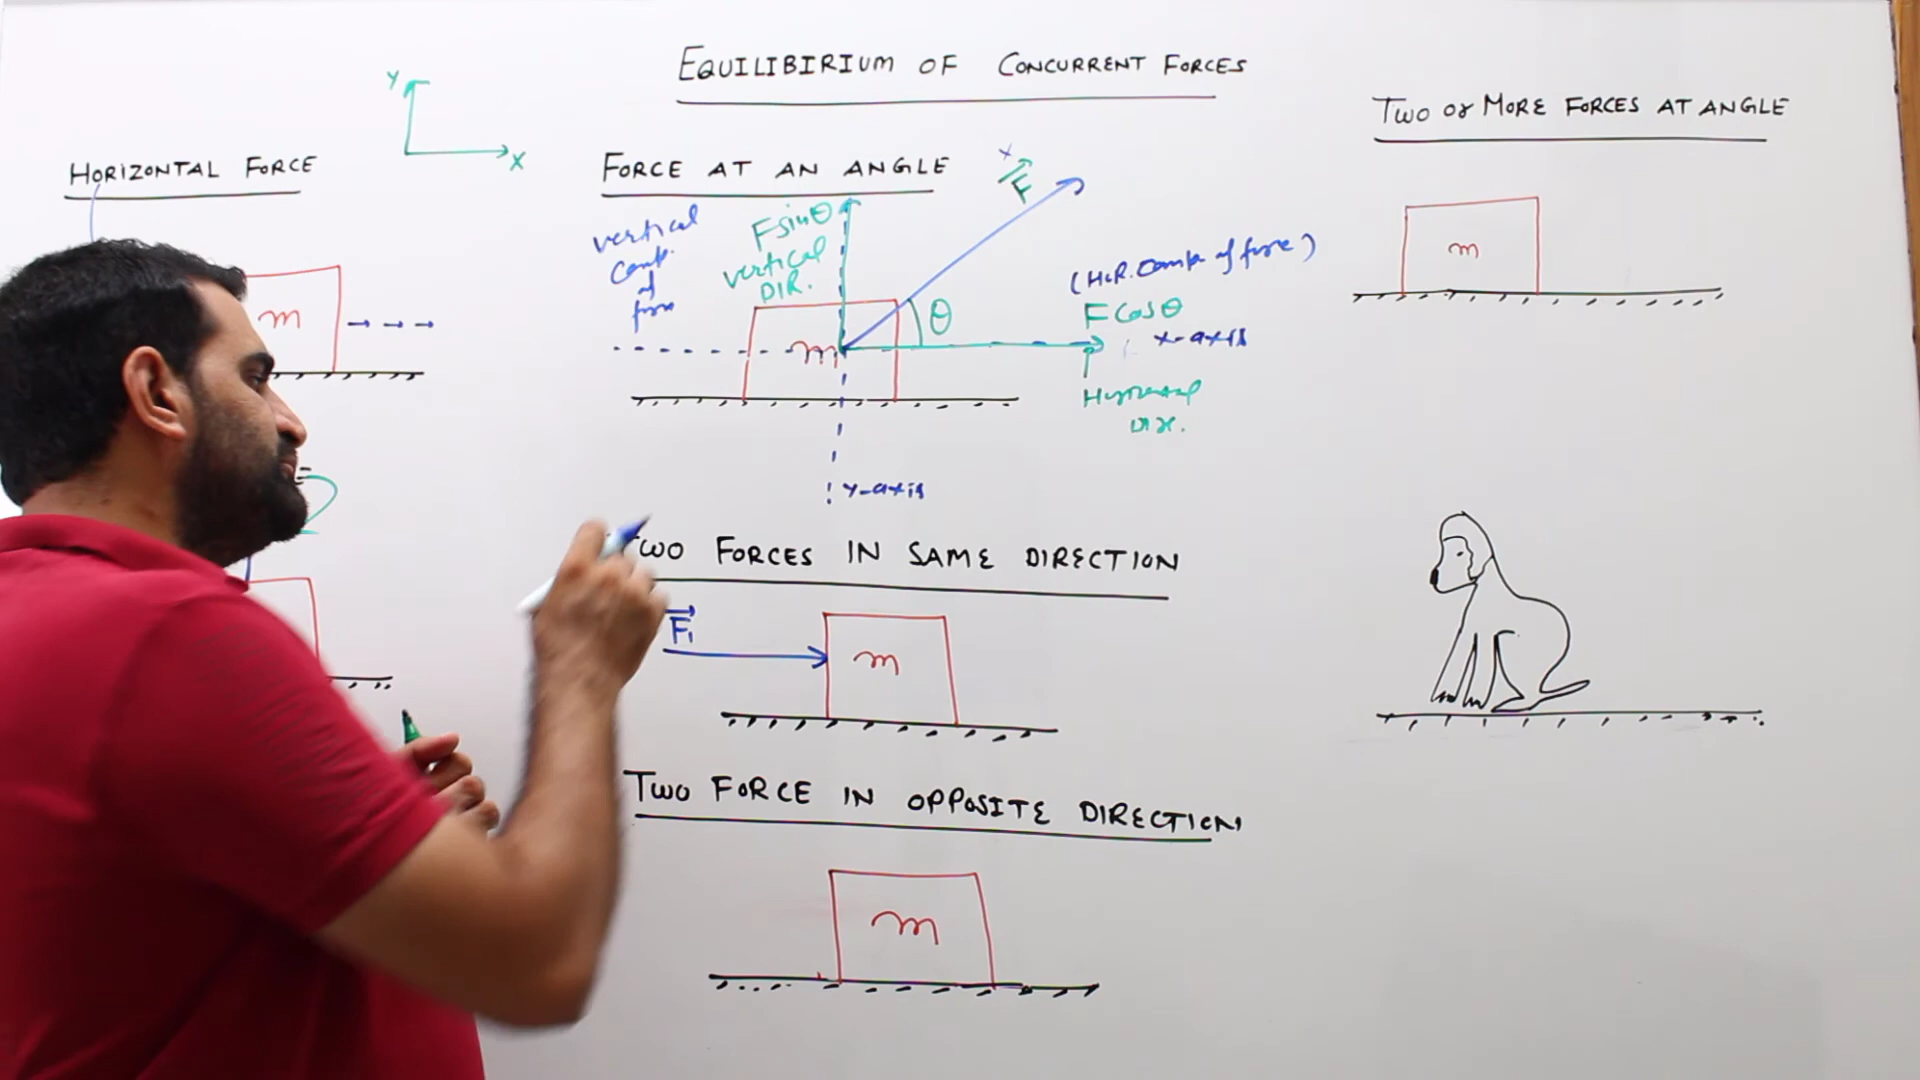 EQUILIBIRIUM OF CONCURRENT FORCES
Y
X
HORIZONTAL FORCE
m
FORCE AT AN ANGLE
F
vertical
Comp.
of
force
F sinθ
vertical
DIR.
θ
m
(HOR. Comp of force)
F Cosθ
x-axis
Horizontal
DIR.
y-axis
TWO FORCES IN SAME DIRECTION
F₁
m
TWO FORCE IN OPPOSITE DIRECTION
m
TWO or MORE FORCES AT ANGLE
m